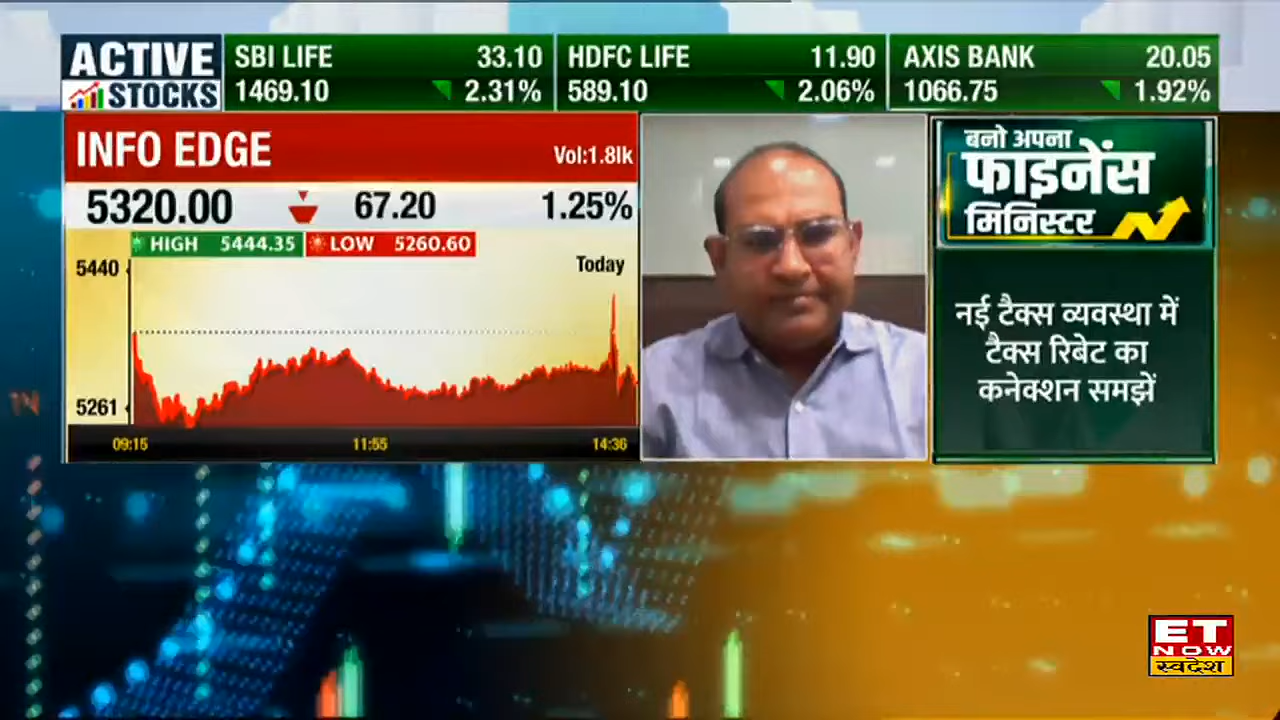 ACTIVE
STOCKS
SBI LIFE 33.10
1469.10 2.31%
HDFC LIFE 11.90
589.10 2.06%
AXIS BANK 20.05
1066.75 1.92%
INFO EDGE Vol:1.8lk
5320.00 67.20 1.25%
HIGH 5444.35 LOW 5260.60
5440 Today
5261
09:15 11:55 14:36
बनो अपना
फाइनेंस
मिनिस्टर
नई टैक्स व्यवस्था में
टैक्स रिबेट का
कनेक्शन समझें
ET
NOW
स्वदेश